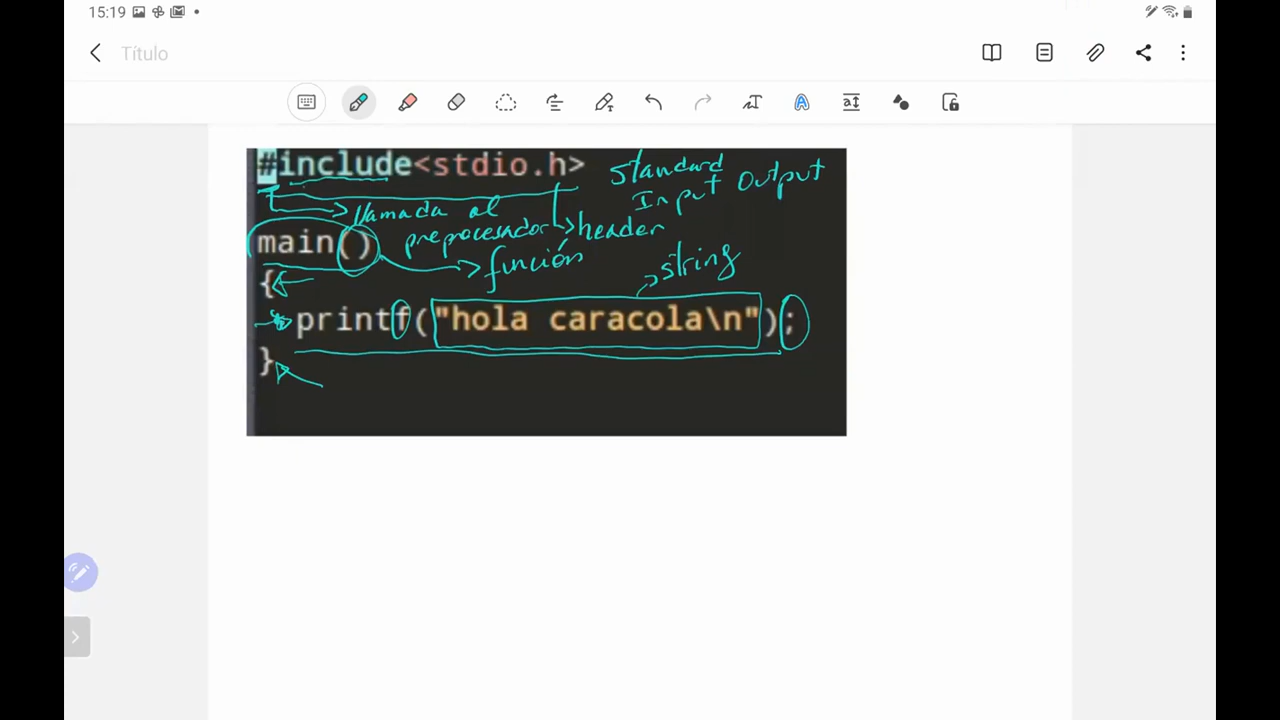 15:19
Título
#include<stdio.h>
Standard
Input Output
llamada al
preprocesador
header
main()
función
{
string
printf("hola caracola\n");
}